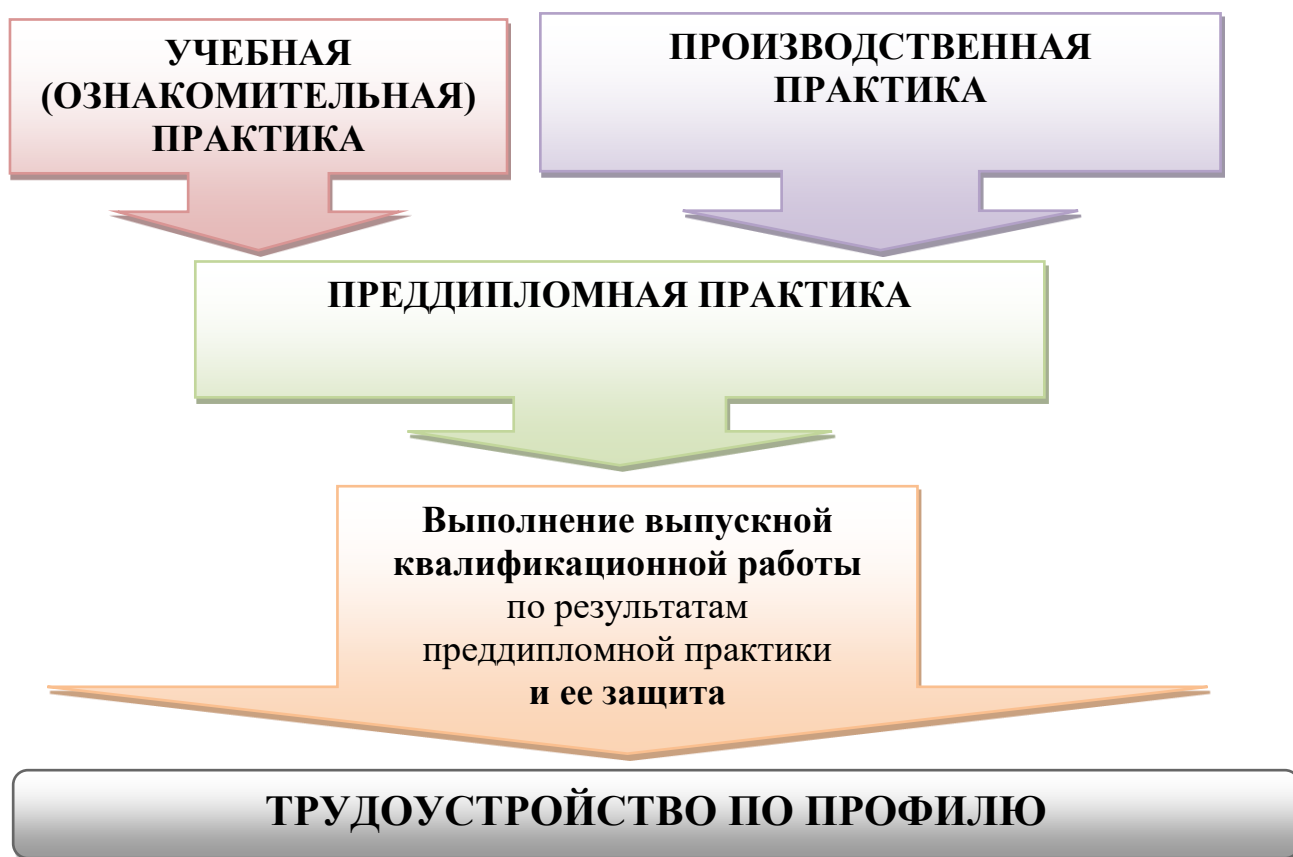 УЧЕБНАЯ
(ОЗНАКОМИТЕЛЬНАЯ)
ПРАКТИКА
ПРОИЗВОДСТВЕННАЯ
ПРАКТИКА
ПРЕДДИПЛОМНАЯ ПРАКТИКА
Выполнение выпускной
квалификационной работы
по результатам
преддипломной практики
и ее защита
ТРУДОУСТРОЙСТВО ПО ПРОФИЛЮ